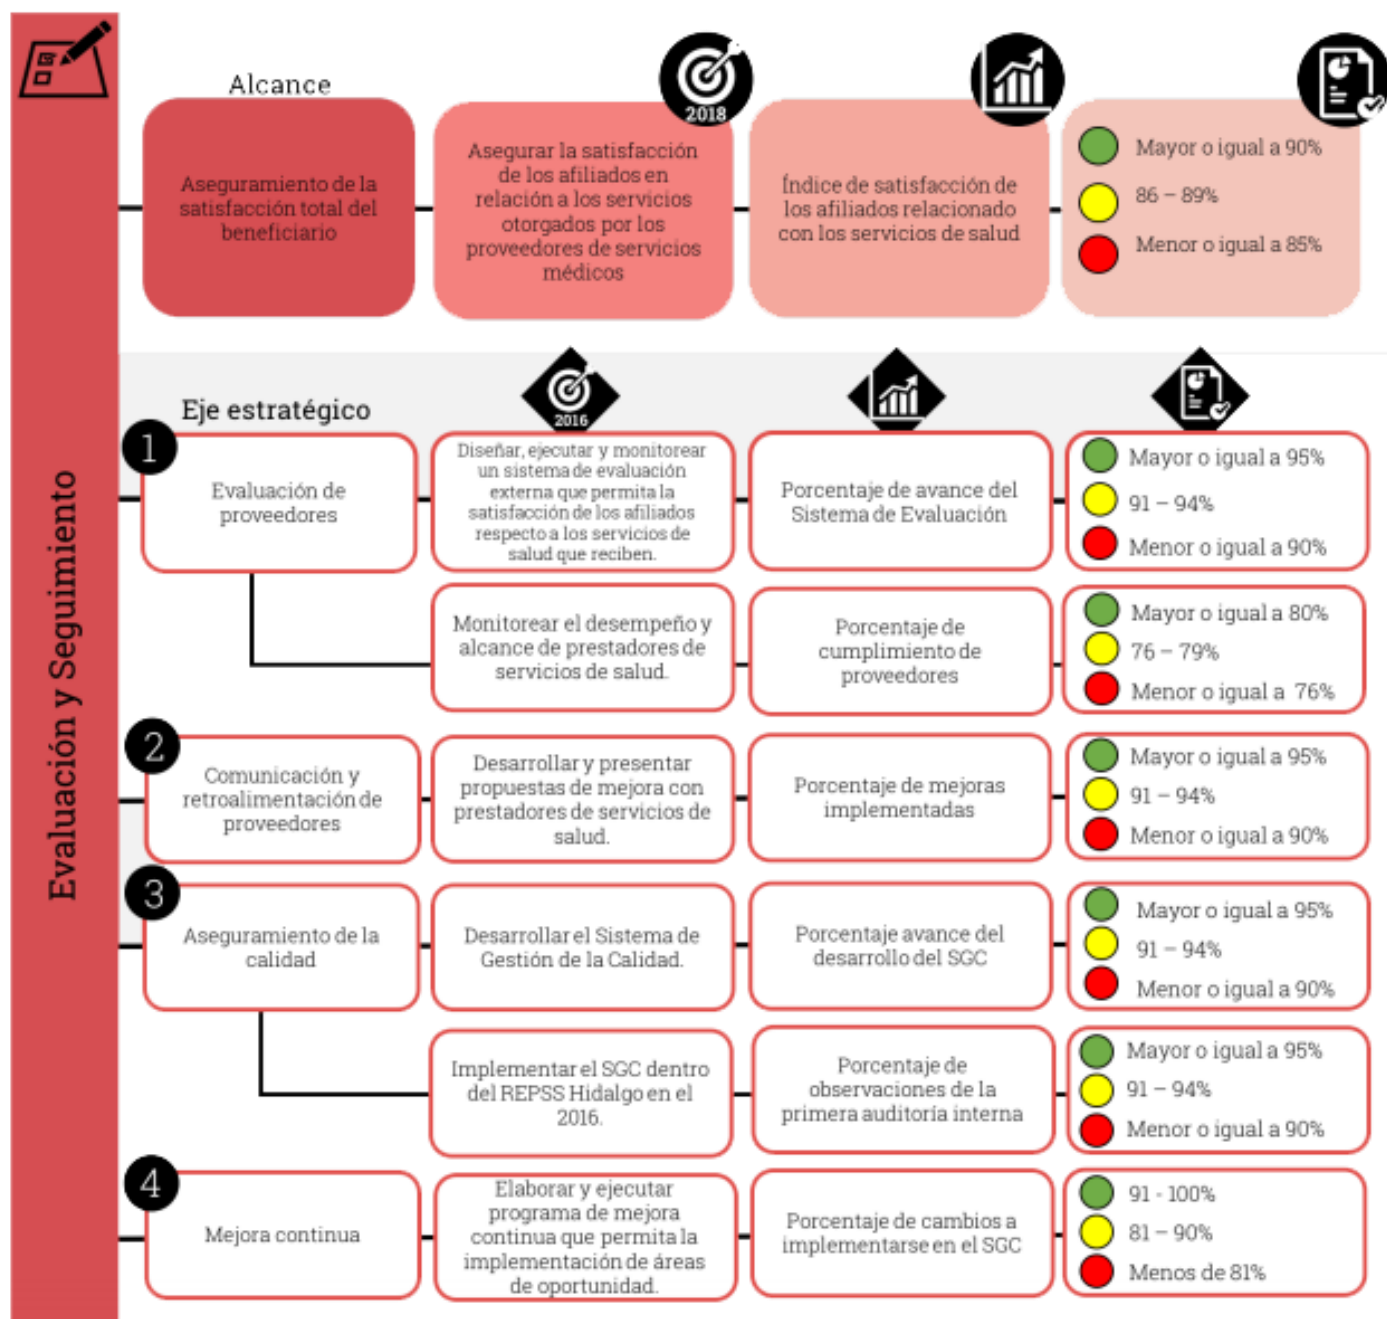 Evaluación y Seguimiento
Alcance
Aseguramiento de la
satisfacción total del
beneficiario
2018
Asegurar la satisfacción
de los afiliados en
relación a los servicios
otorgados por los
proveedores de servicios
médicos
Índice de satisfacción de
los afiliados relacionado
con los servicios de salud
Mayor o igual a 90%
86 – 89%
Menor o igual a 85%
Eje estratégico
2016
1
Evaluación de
proveedores
Diseñar, ejecutar y monitorear
un sistema de evaluación
externa que permita la
satisfacción de los afiliados
respecto a los servicios de
salud que reciben.
Porcentaje de avance del
Sistema de Evaluación
Mayor o igual a 95%
91 – 94%
Menor o igual a 90%
Monitorear el desempeño y
alcance de prestadores de
servicios de salud.
Porcentaje de
cumplimiento de
proveedores
Mayor o igual a 80%
76 – 79%
Menor o igual a 76%
2
Comunicación y
retroalimentación de
proveedores
Desarrollar y presentar
propuestas de mejora con
prestadores de servicios de
salud.
Porcentaje de mejoras
implementadas
Mayor o igual a 95%
91 – 94%
Menor o igual a 90%
3
Aseguramiento de la
calidad
Desarrollar el Sistema de
Gestión de la Calidad.
Porcentaje avance del
desarrollo del SGC
Mayor o igual a 95%
91 – 94%
Menor o igual a 90%
Implementar el SGC dentro
del REPSS Hidalgo en el
2016.
Porcentaje de
observaciones de la
primera auditoría interna
Mayor o igual a 95%
91 – 94%
Menor o igual a 90%
4
Mejora continua
Elaborar y ejecutar
programa de mejora
continua que permita la
implementación de áreas
de oportunidad.
Porcentaje de cambios a
implementarse en el SGC
91 - 100%
81 – 90%
Menos de 81%